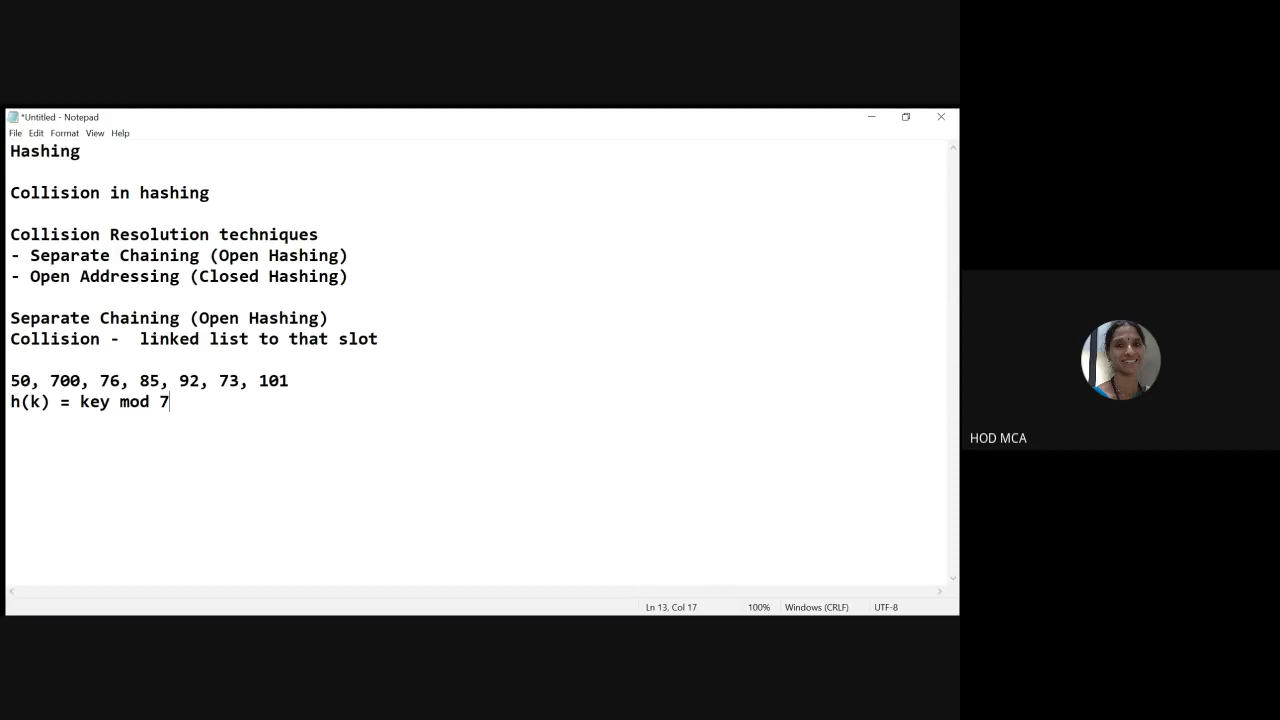 *Untitled - Notepad
File Edit Format View Help
Hashing
Collision in hashing
Collision Resolution techniques
- Separate Chaining (Open Hashing)
- Open Addressing (Closed Hashing)
Separate Chaining (Open Hashing)
Collision -  linked list to that slot
50, 700, 76, 85, 92, 73, 101
h(k) = key mod 7
Ln 13, Col 17 100% Windows (CRLF) UTF-8
HOD MCA